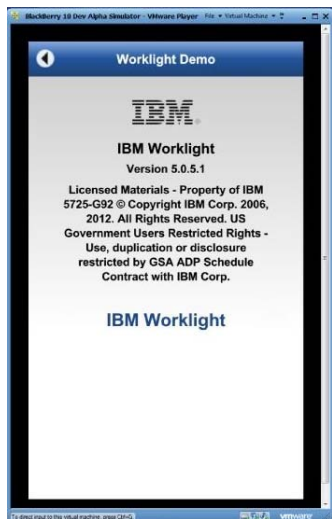 BlackBerry 10 Dev Alpha Simulator - VMware Player File Virtual Machine
Worklight Demo
IBM
IBM Worklight
Version 5.0.5.1
Licensed Materials - Property of IBM
5725-G92 © Copyright IBM Corp. 2006,
2012. All Rights Reserved. US
Government Users Restricted Rights -
Use, duplication or disclosure
restricted by GSA ADP Schedule
Contract with IBM Corp.
IBM Worklight
To direct input to this virtual machine, press Ctrl+G.
vmware